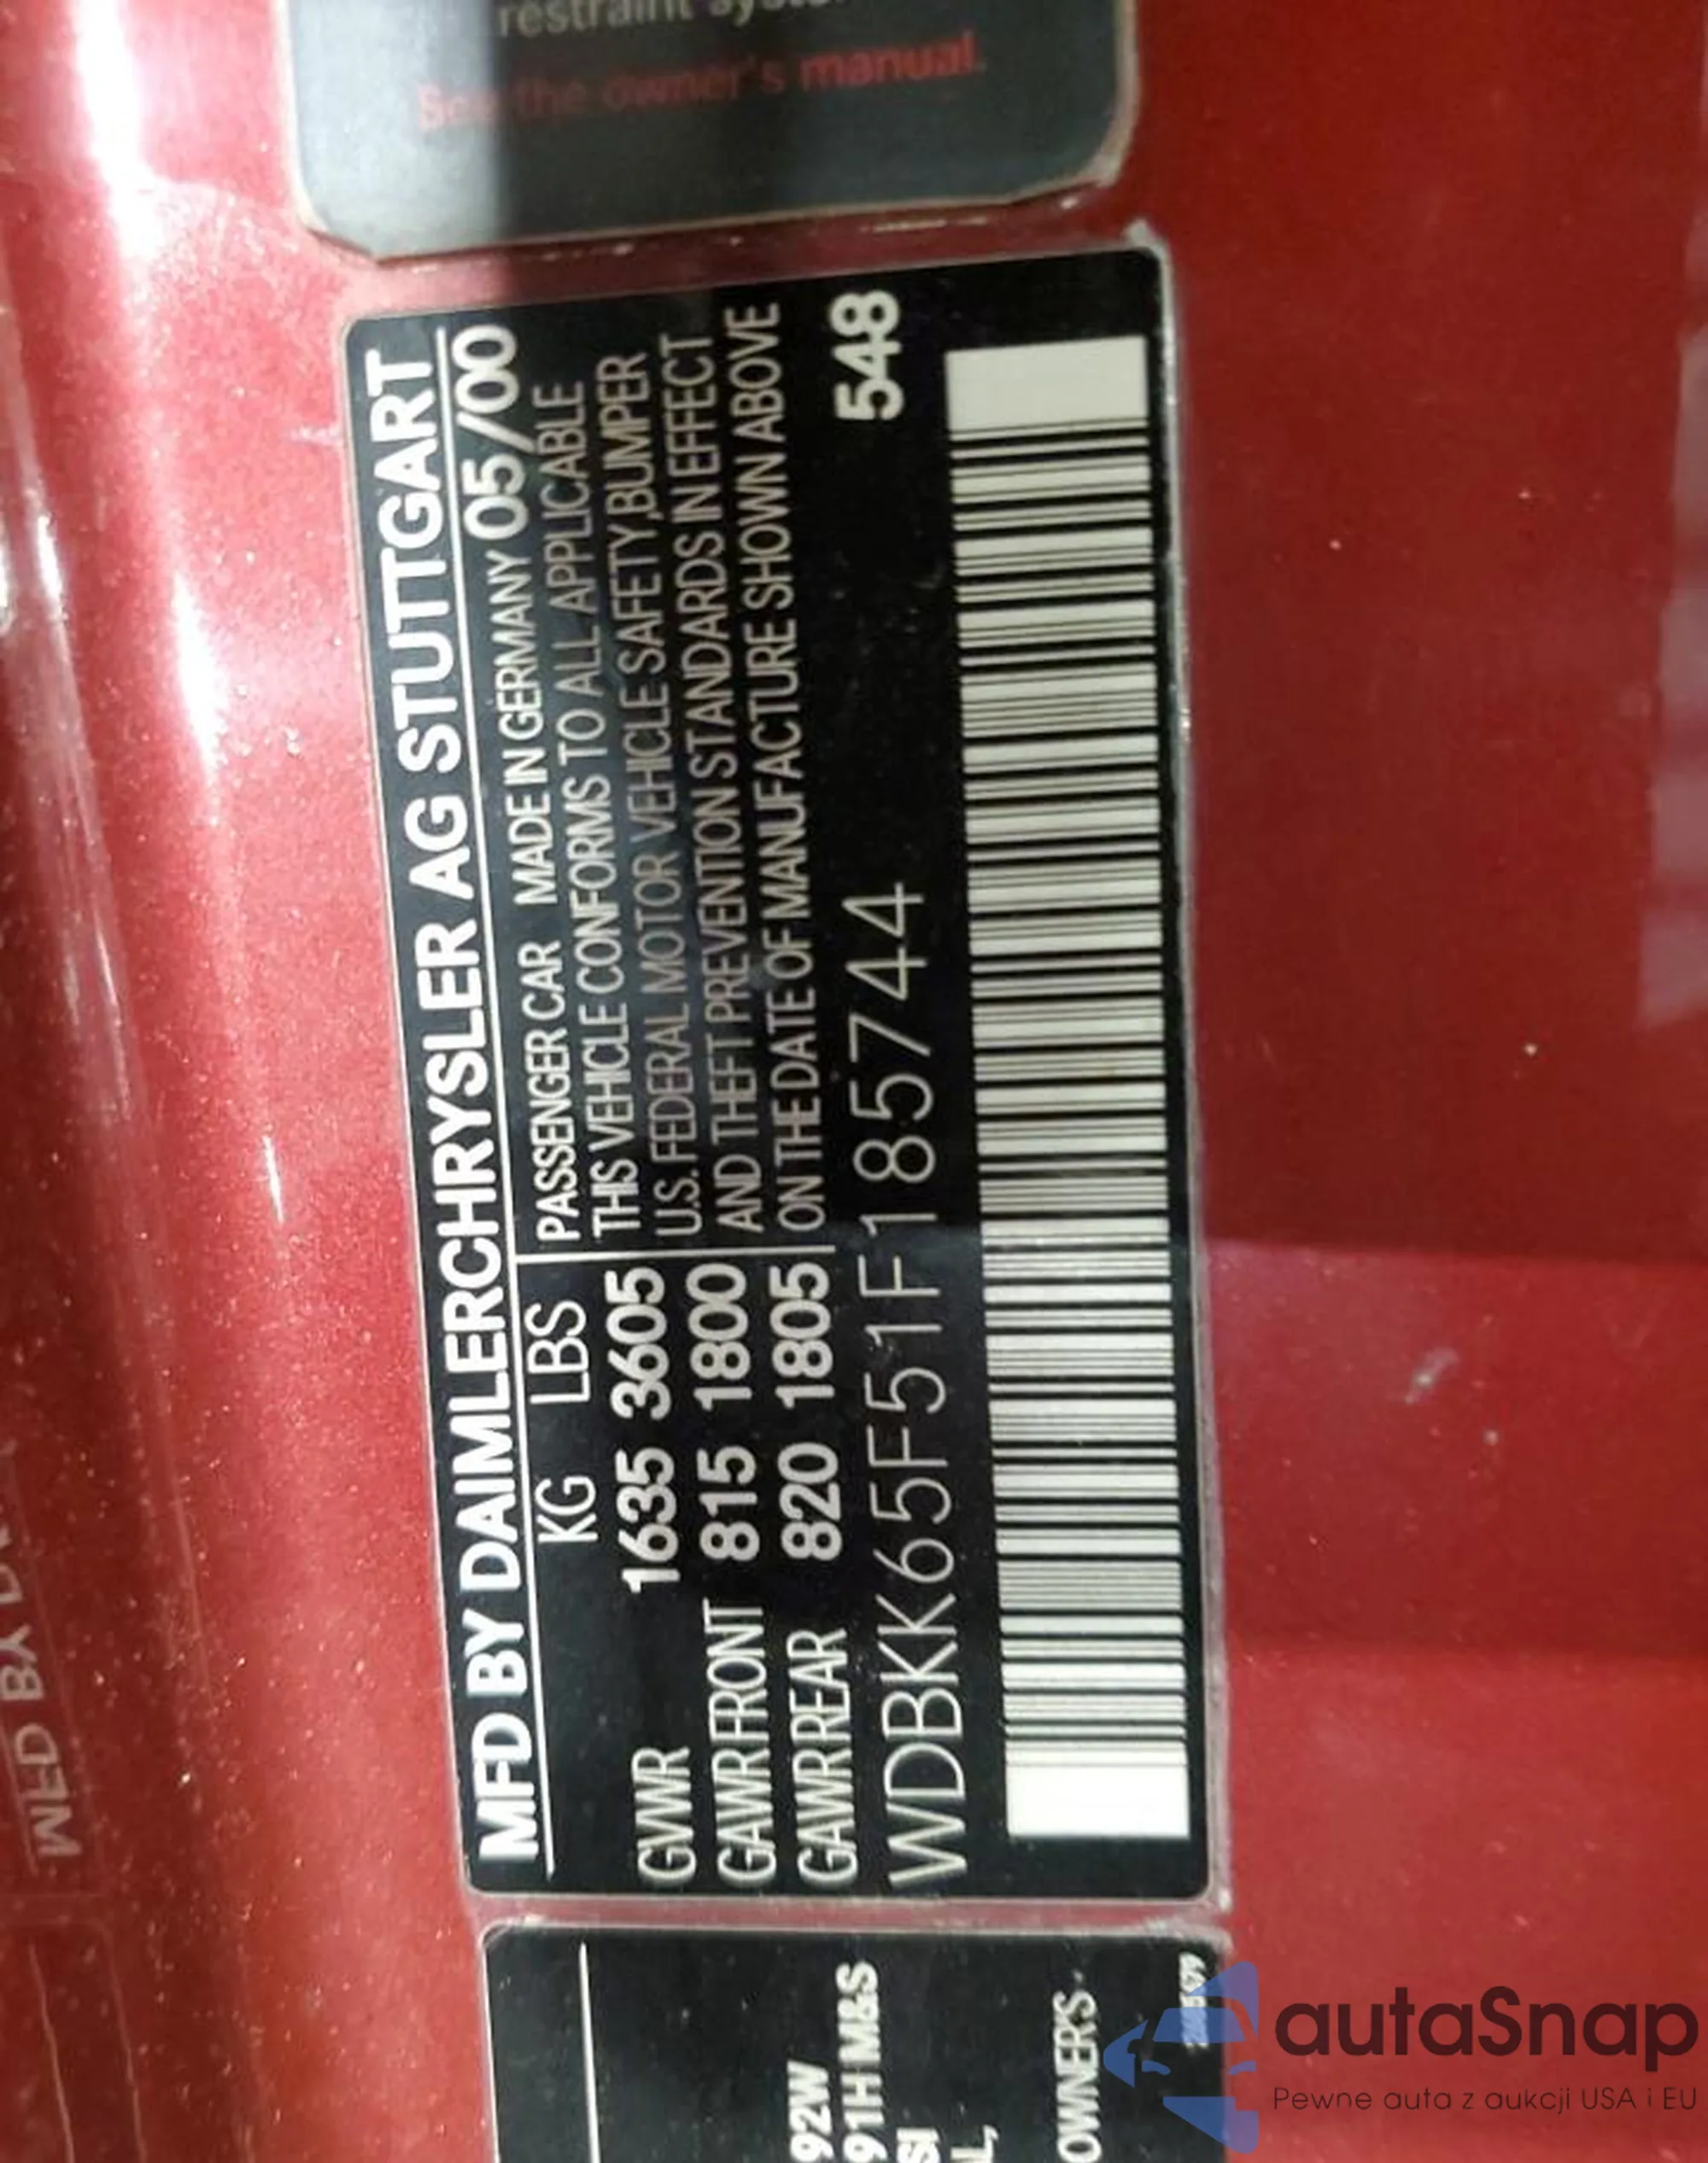 restraint
See the owner's manual.
MFD BY DAIMLERCHRYSLER AG STUTTGART
KG LBS PASSENGER CAR MADE IN GERMANY 05/00
THIS VEHICLE CONFORMS TO ALL APPLICABLE
GVWR 1635 3605 U.S. FEDERAL MOTOR VEHICLE SAFETY,BUMPER
GAWR FRONT 815 1800 AND THEFT PREVENTION STANDARDS IN EFFECT
GAWR REAR 820 1805 ON THE DATE OF MANUFACTURE SHOWN ABOVE
WDBKK65F51F185744 548
92W
91H M&S
OWNERS-
MFD BY
autaSnap
Pewne auta z aukcji USA i EU